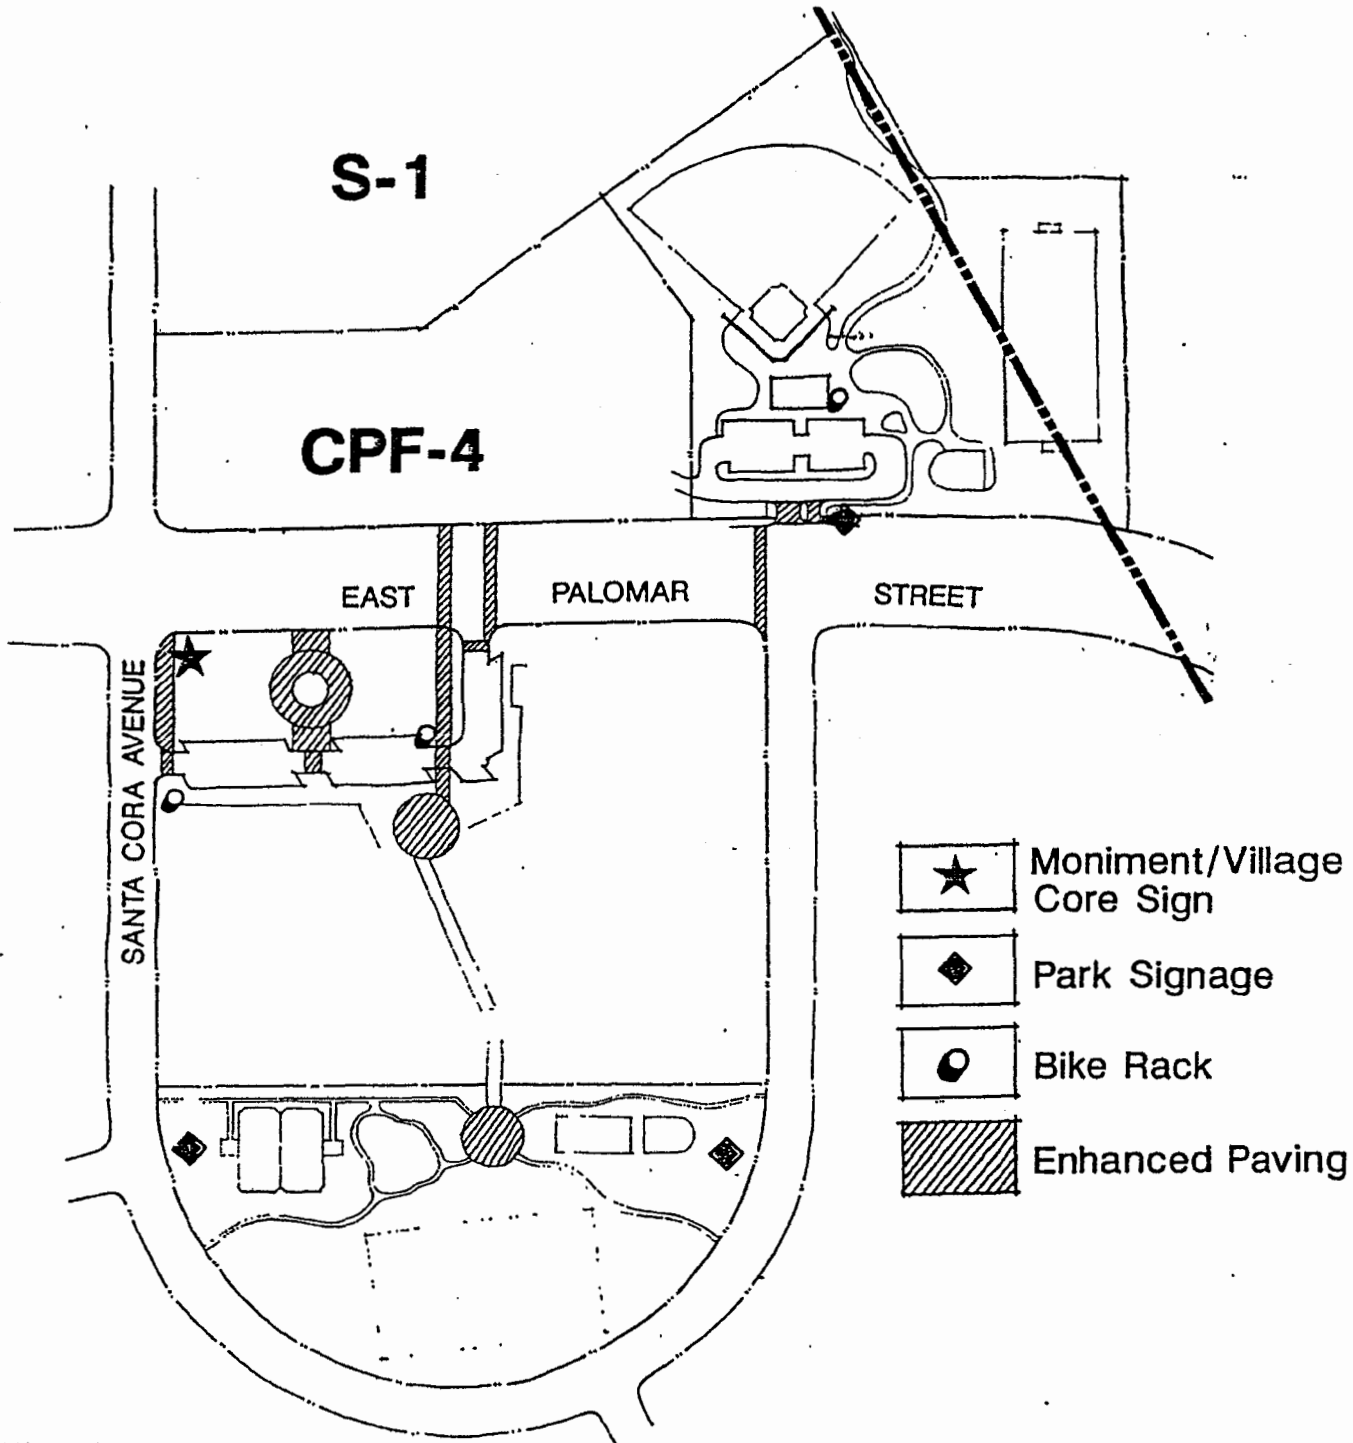 S-1
CPF-4
EAST PALOMAR STREET
SANTA CORA AVENUE
Moniment/Village
Core Sign
Park Signage
Bike Rack
Enhanced Paving